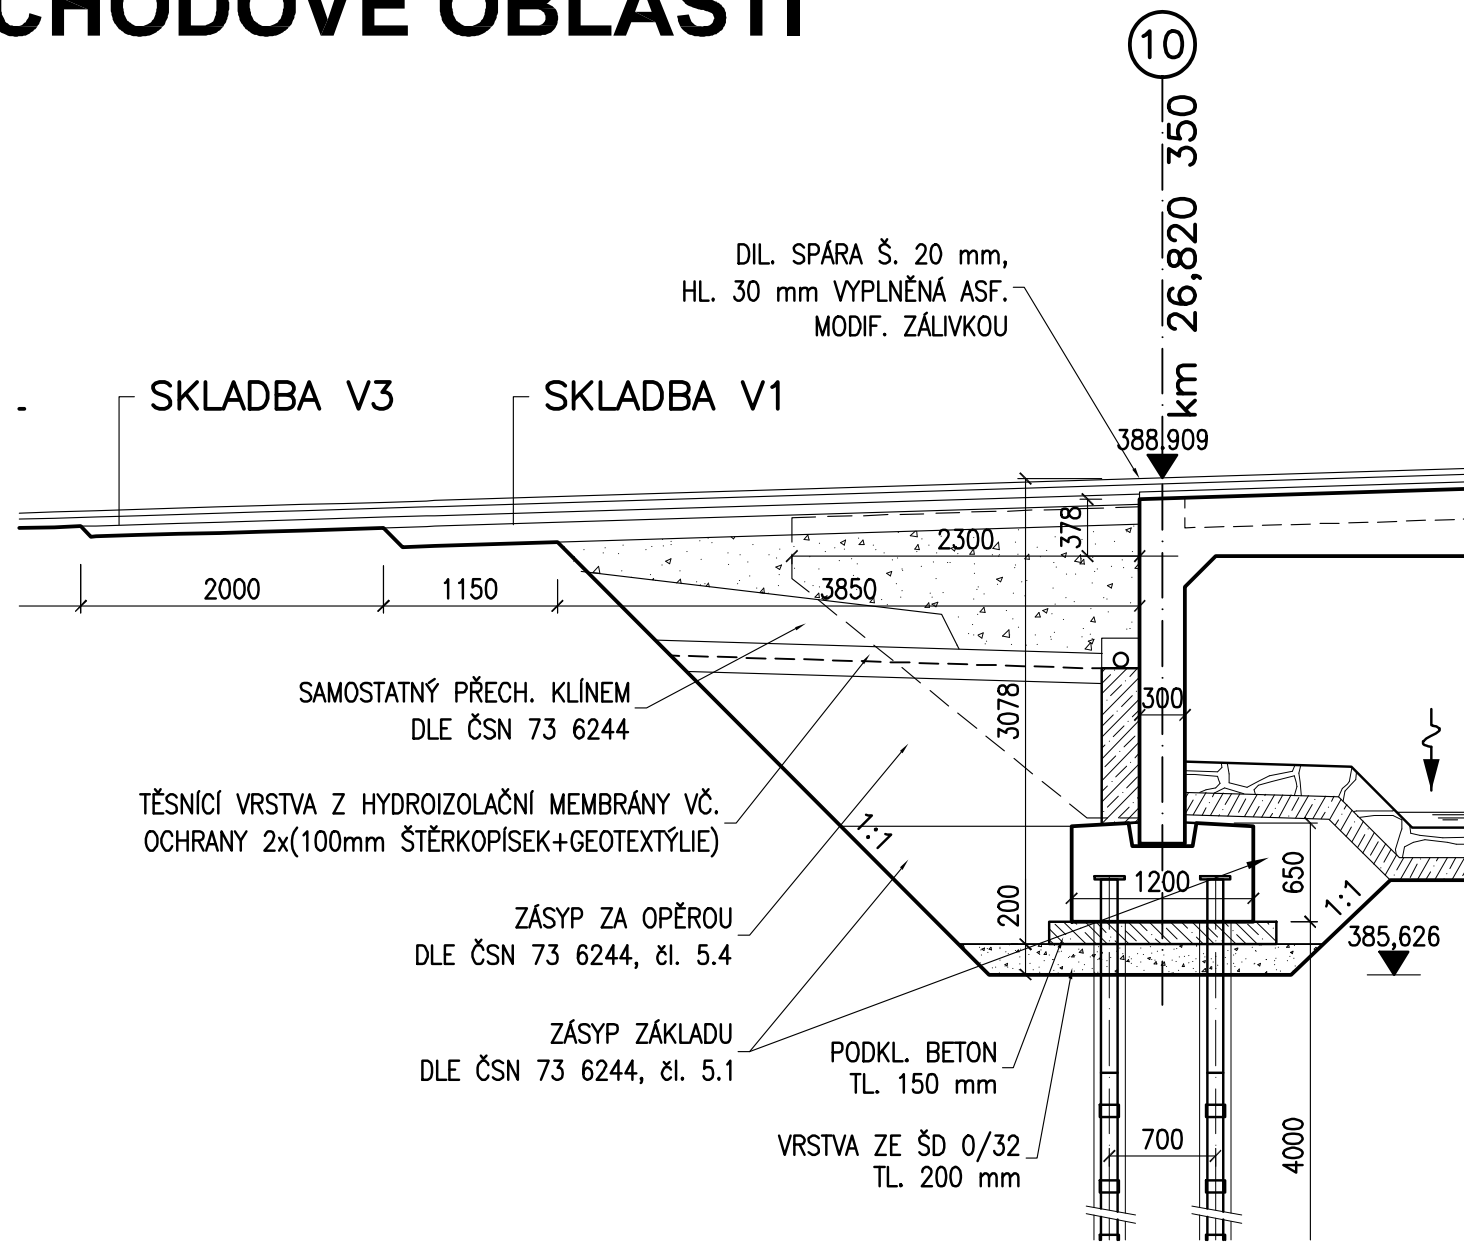 CHODOVÉ OBLASTI
10
km 26,820 350
DIL. SPÁRA Š. 20 mm,
HL. 30 mm VYPLNĚNÁ ASF.
MODIF. ZÁLIVKOU
SKLADBA V3
SKLADBA V1
388,909
378
2300
2000
1150
3850
SAMOSTATNÝ PŘECH. KLÍNEM
DLE ČSN 73 6244
3078
300
TĚSNÍCÍ VRSTVA Z HYDROIZOLAČNÍ MEMBRÁNY VČ.
OCHRANY 2x(100mm ŠTĚRKOPÍSEK+GEOTEXTÝLIE)
1:1
650
1200
1:1
200
ZÁSYP ZA OPĚROU
DLE ČSN 73 6244, čl. 5.4
385,626
ZÁSYP ZÁKLADU
DLE ČSN 73 6244, čl. 5.1
PODKL. BETON
TL. 150 mm
VRSTVA ZE ŠD 0/32
TL. 200 mm
700
4000